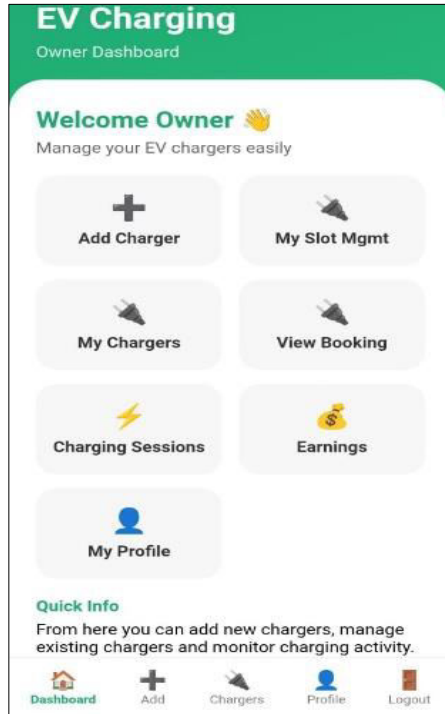 EV Charging
Owner Dashboard
Welcome Owner 👋
Manage your EV chargers easily
Add Charger
My Slot Mgmt
My Chargers
View Booking
Charging Sessions
Earnings
My Profile
Quick Info
From here you can add new chargers, manage
existing chargers and monitor charging activity.
Dashboard
Add
Chargers
Profile
Logout